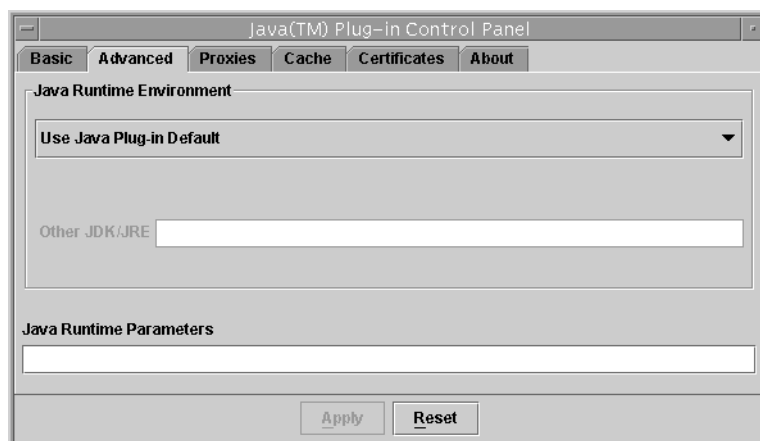 Java(TM) Plug-in Control Panel
Basic Advanced Proxies Cache Certificates About
Java Runtime Environment
Use Java Plug-in Default
Other JDK/JRE
Java Runtime Parameters
Apply Reset